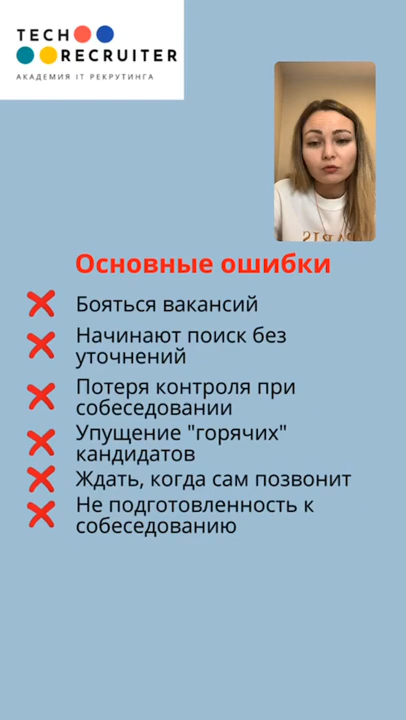 TECH
RECRUITER
АКАДЕМИЯ IT РЕКРУТИНГА
PARIS
Основные ошибки
Бояться вакансий
Начинают поиск без
уточнений
Потеря контроля при
собеседовании
Упущение "горячих"
кандидатов
Ждать, когда сам позвонит
Не подготовленность к
собеседованию